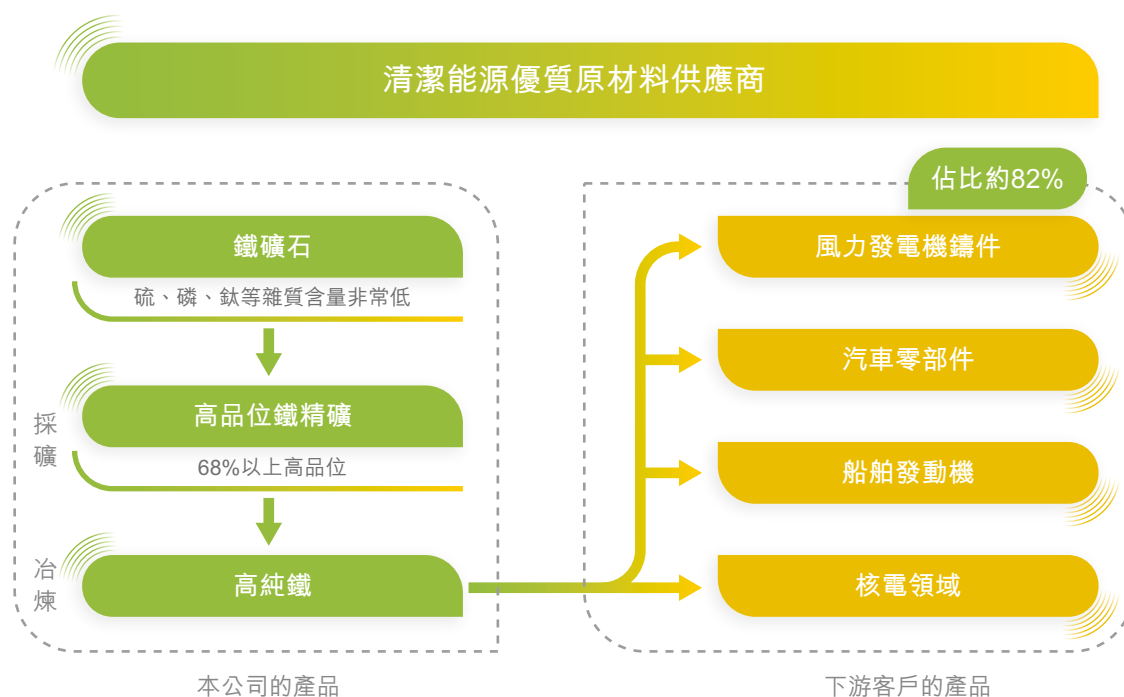 清潔能源優質原材料供應商
佔比約82%
鐵礦石
硫、磷、鈦等雜質含量非常低
採礦
高品位鐵精礦
68%以上高品位
冶煉
高純鐵
本公司的產品
風力發電機鑄件
汽車零部件
船舶發動機
核電領域
下游客戶的產品